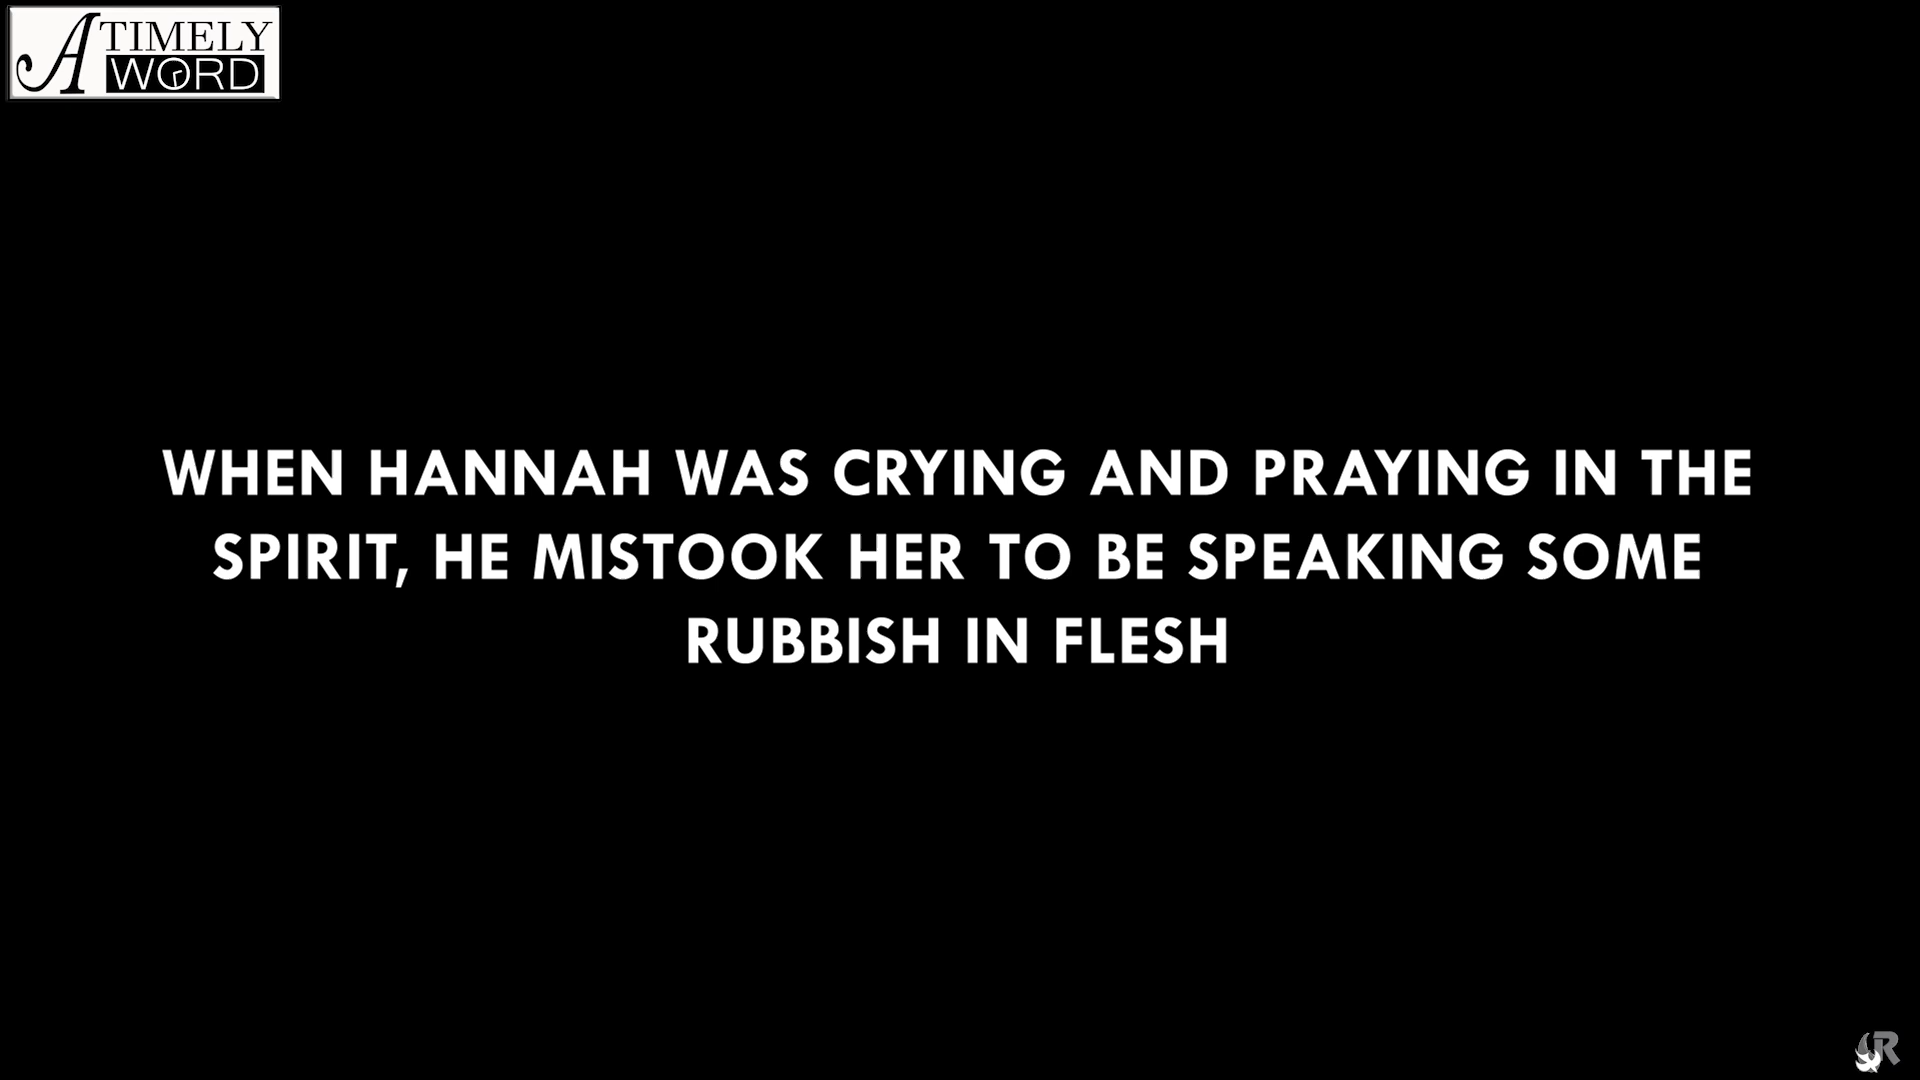 A TIMELY
WORD
WHEN HANNAH WAS CRYING AND PRAYING IN THE
SPIRIT, HE MISTOOK HER TO BE SPEAKING SOME
RUBBISH IN FLESH
R